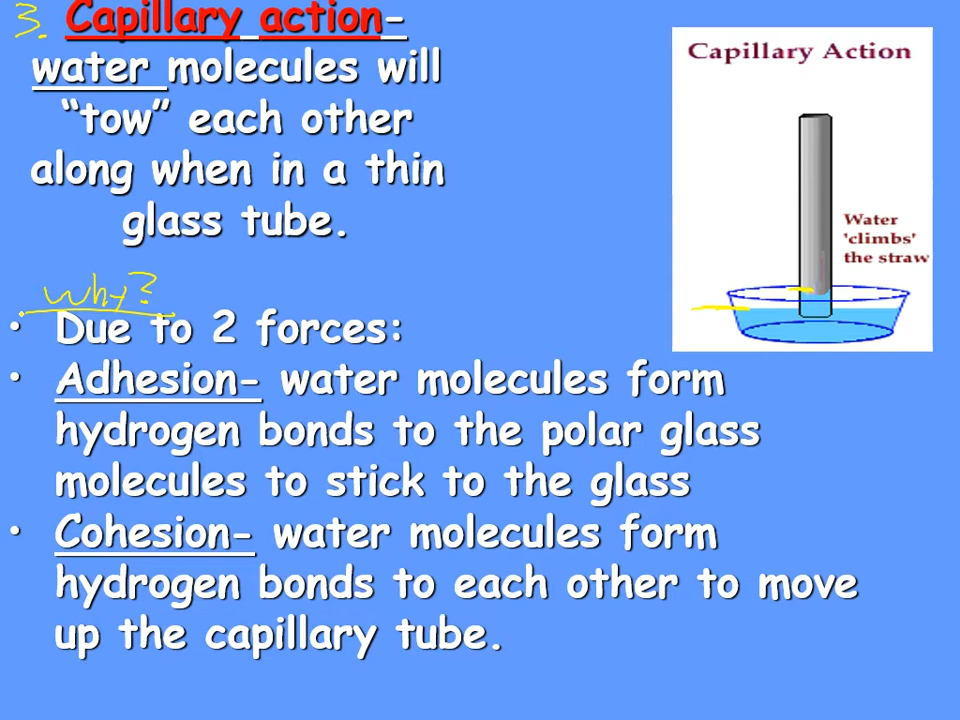 3. Capillary action-
water molecules will
“tow” each other
along when in a thin
glass tube.
Why?
• Due to 2 forces:
• Adhesion- water molecules form
hydrogen bonds to the polar glass
molecules to stick to the glass
• Cohesion- water molecules form
hydrogen bonds to each other to move
up the capillary tube.
Capillary Action
Water
'climbs'
the straw